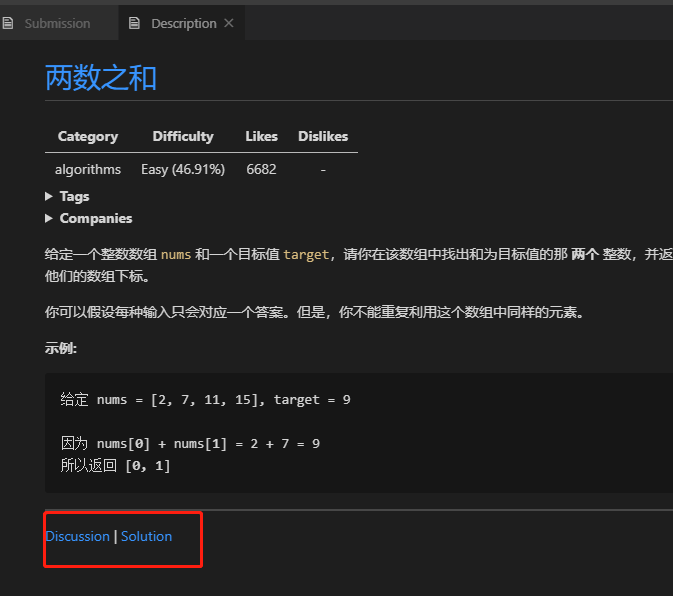 Submission Description
两数之和
Category Difficulty Likes Dislikes
algorithms Easy (46.91%) 6682 -
Tags
Companies
给定一个整数数组 nums 和一个目标值 target，请你在该数组中找出和为目标值的那 两个 整数，并返
他们的数组下标。
你可以假设每种输入只会对应一个答案。但是，你不能重复利用这个数组中同样的元素。
示例:
给定 nums = [2, 7, 11, 15], target = 9
因为 nums[0] + nums[1] = 2 + 7 = 9
所以返回 [0, 1]
Discussion | Solution